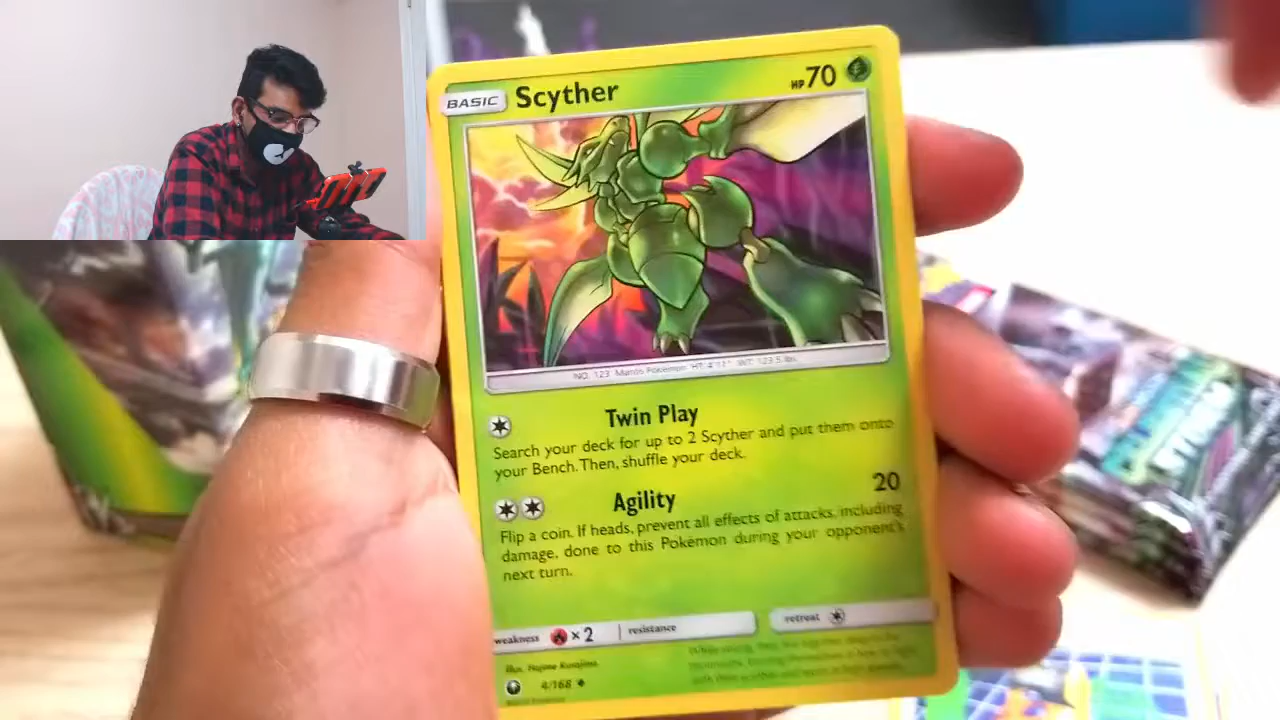 BASIC Scyther HP 70
NO. 123 Mantis Pokémon HT: 4'11" WT: 123.5 lbs.
Twin Play
Search your deck for up to 2 Scyther and put them onto
your Bench. Then, shuffle your deck.
Agility 20
Flip a coin. If heads, prevent all effects of attacks, including
damage, done to this Pokémon during your opponent's
next turn.
weakness ×2 resistance retreat
Illus. Hajime Kusajima
4/168